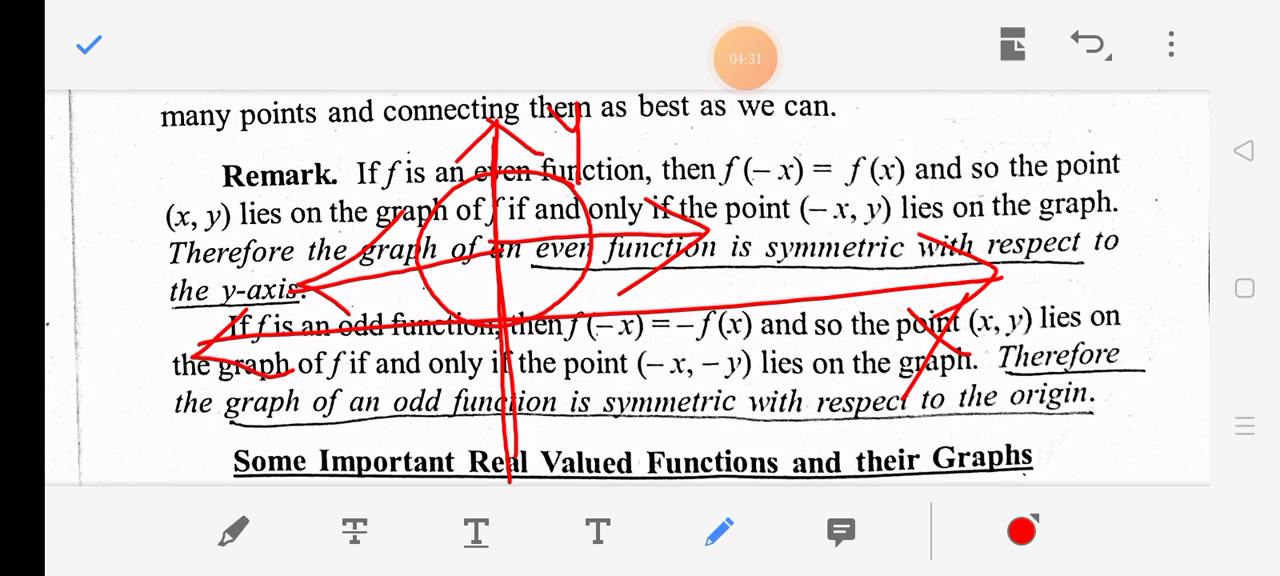 04:31
many points and connecting them as best as we can.
y
Remark. If f is an even function, then f (– x) = f (x) and so the point
(x, y) lies on the graph of f if and only if the point (– x, y) lies on the graph.
Therefore the graph of an even function is symmetric with respect to
the y-axis.
If f is an odd function, then f (– x) = – f (x) and so the point (x, y) lies on
the graph of f if and only if the point (– x, – y) lies on the graph. Therefore
the graph of an odd function is symmetric with respect to the origin.
x
Some Important Real Valued Functions and their Graphs
T T T